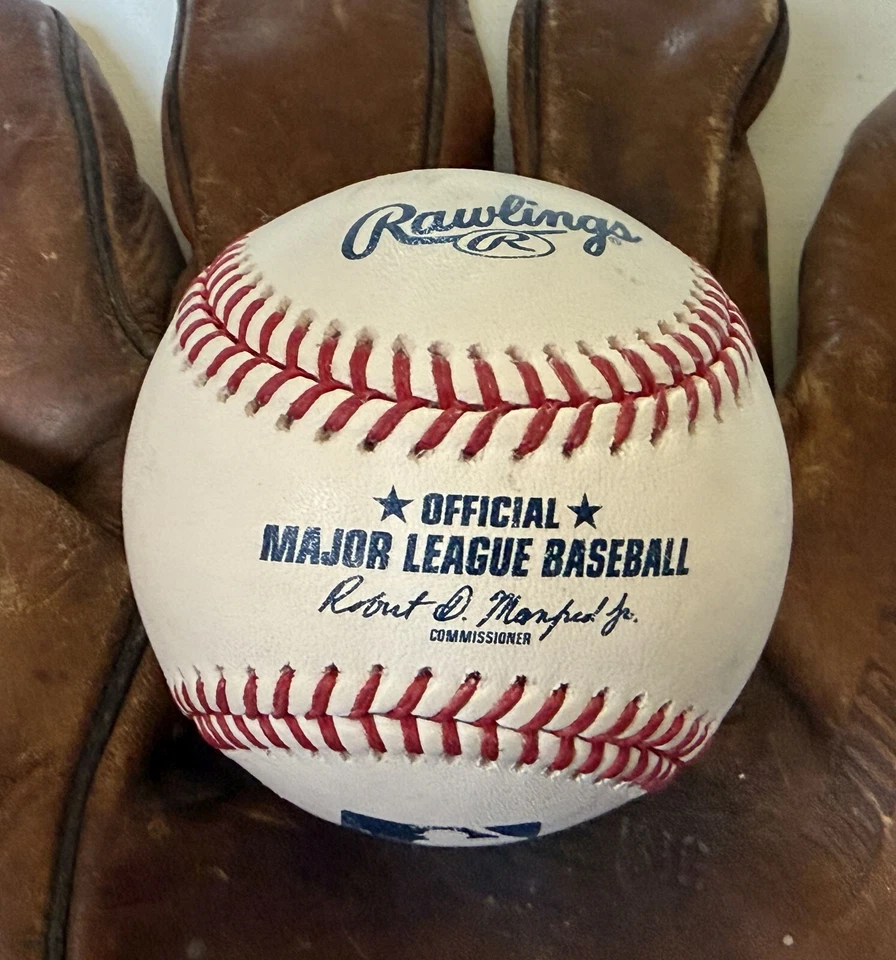 Rawlings
R
★ OFFICIAL ★
MAJOR LEAGUE BASEBALL
Robert D. Manfred Jr.
COMMISSIONER